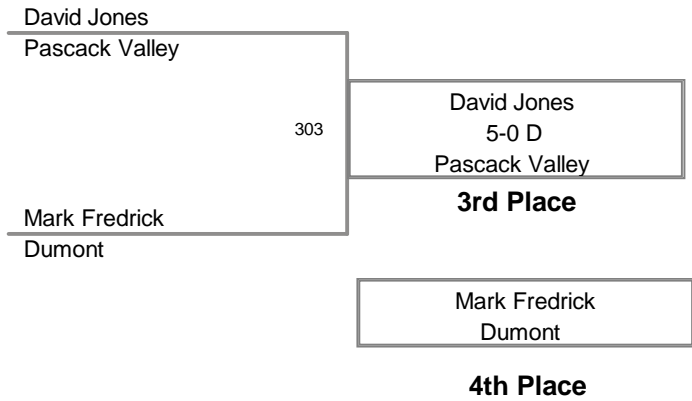 David Jones
Pascack Valley
303
David Jones
5-0 D
Pascack Valley
3rd Place
Mark Fredrick
Dumont
Mark Fredrick
Dumont
4th Place